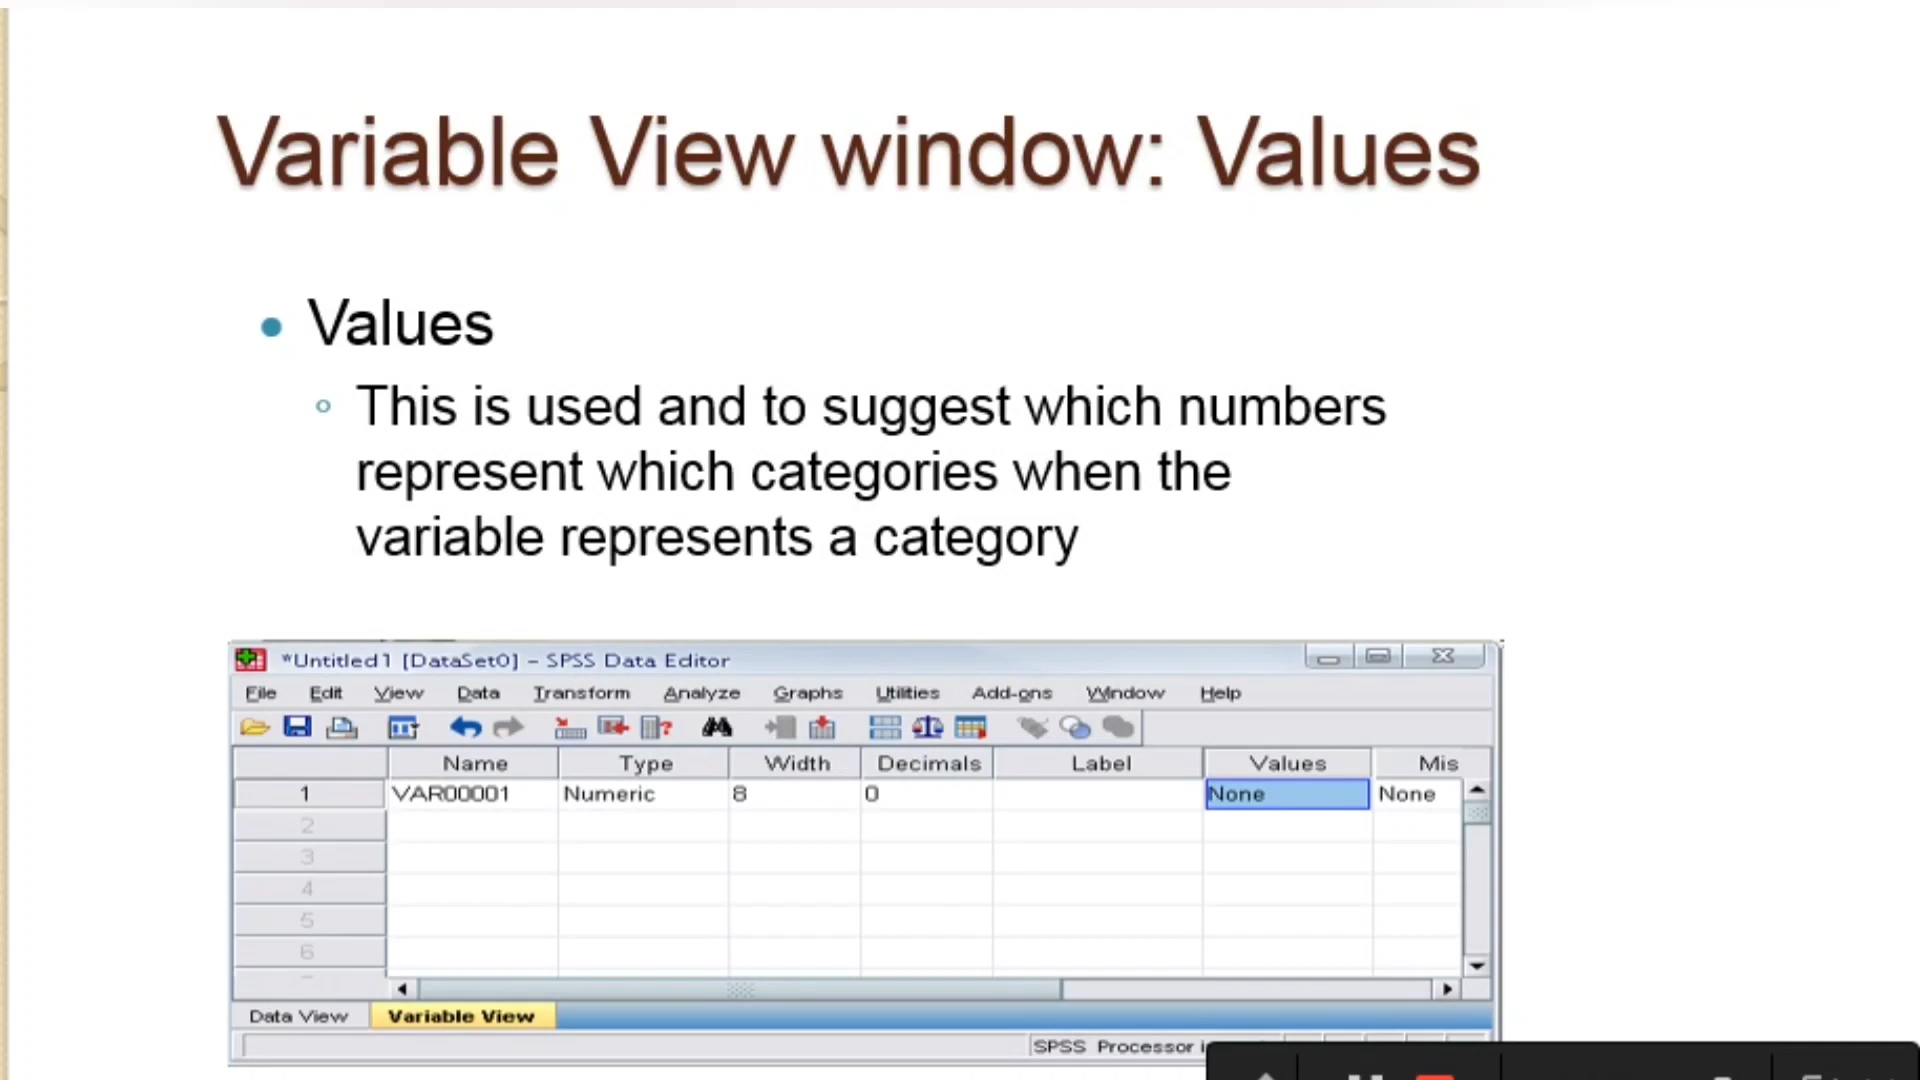 Variable View window: Values
Values
This is used and to suggest which numbers
represent which categories when the
variable represents a category
*Untitled1 [DataSet0] – SPSS Data Editor
File Edit View Data Transform Analyze Graphs Utilities Add-ons Window Help
Name Type Width Decimals Label Values Mis
1 VAR00001 Numeric 8 0 None None
2
3
4
5
6
Data View Variable View
SPSS Processor i